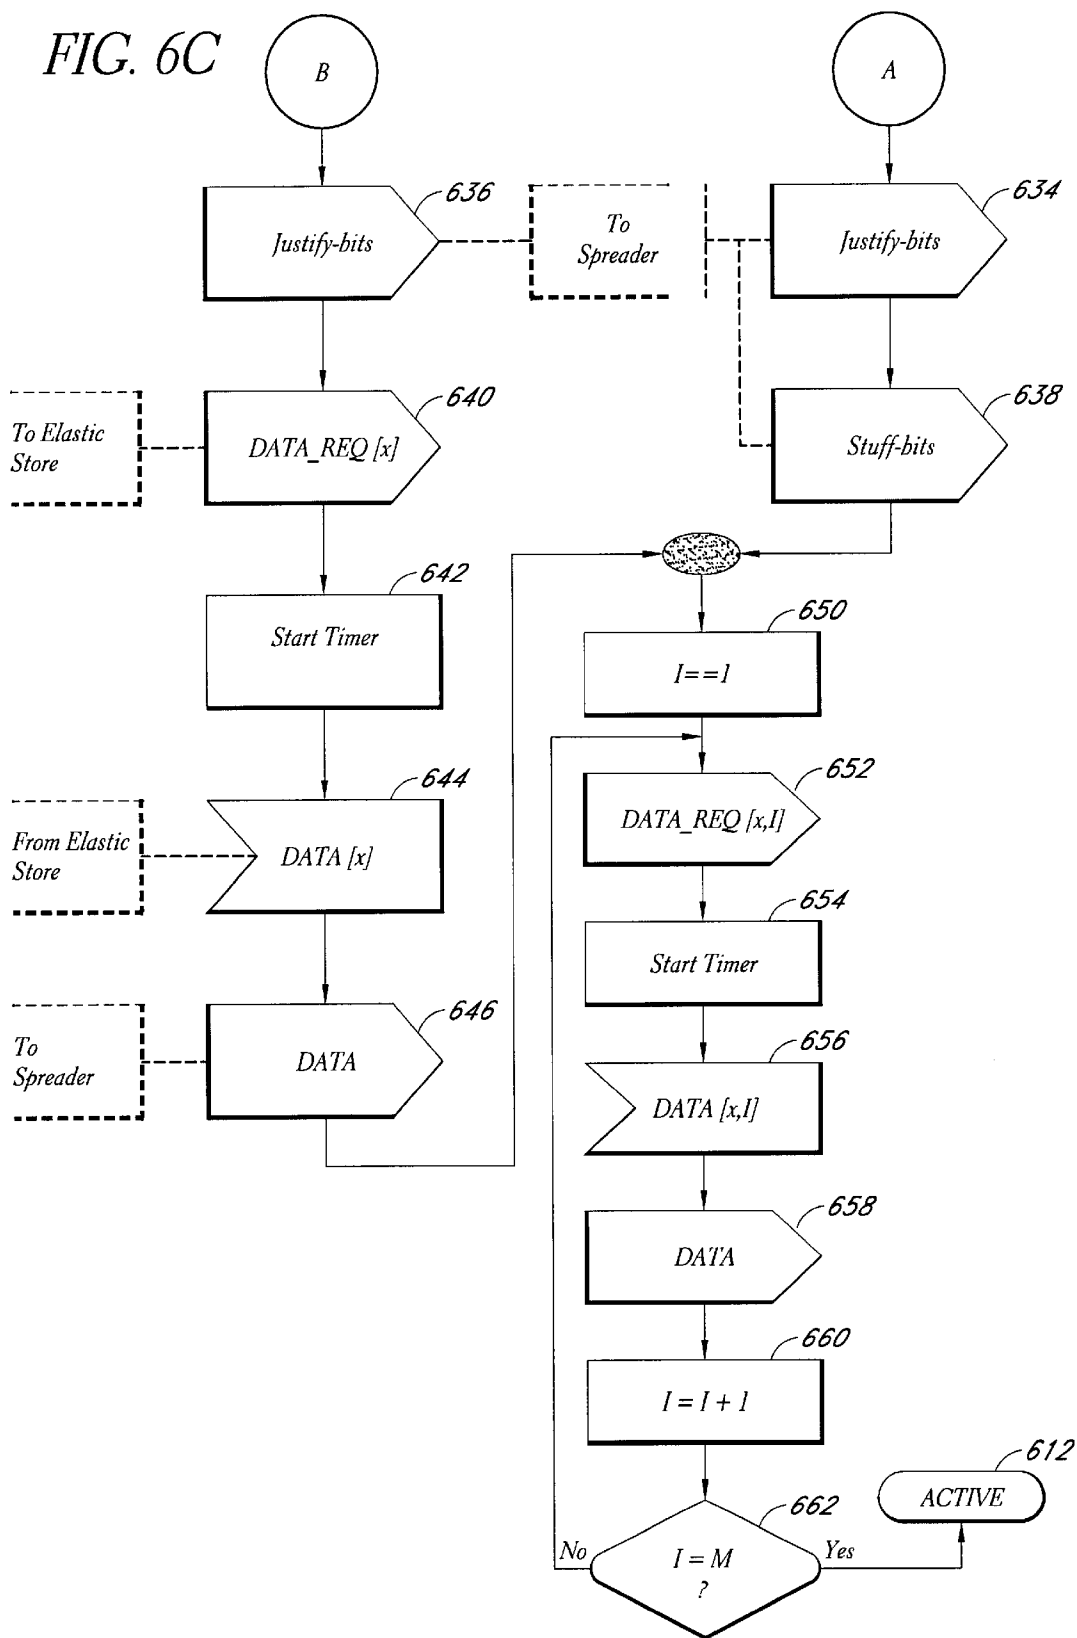 FIG. 6C
B
A
636
Justify-bits
To
Spreader
634
Justify-bits
To Elastic
Store
640
DATA_REQ [x]
638
Stuff-bits
642
Start Timer
650
I==1
From Elastic
Store
644
DATA [x]
652
DATA_REQ [x,I]
654
Start Timer
To
Spreader
646
DATA
656
DATA [x,I]
658
DATA
660
I = I + 1
662
I = M
?
No
Yes
612
ACTIVE